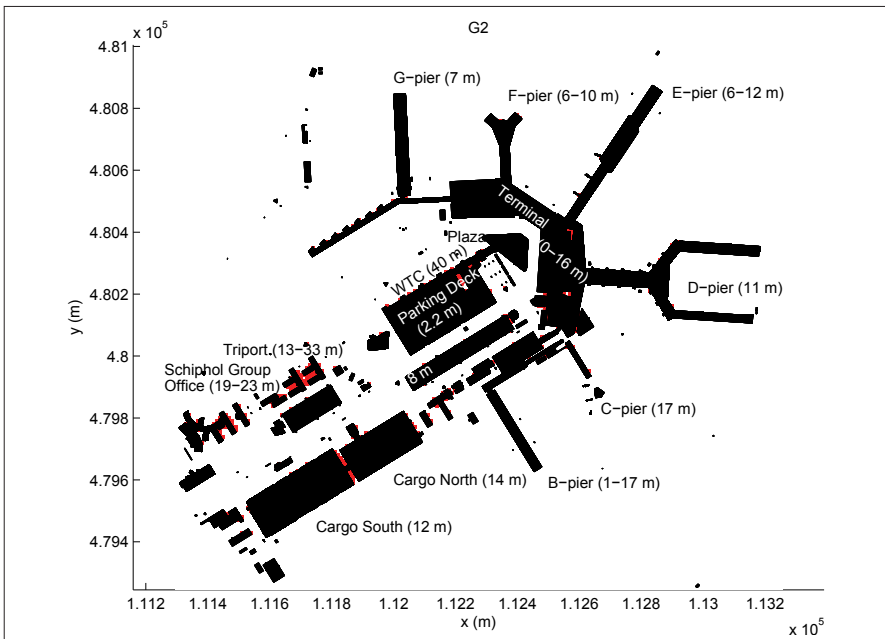 G2
x 10⁵
4.81
4.808
4.806
4.804
4.802
4.8
4.798
4.796
4.794
y (m)
G−pier (7 m)
F−pier (6−10 m)
E−pier (6−12 m)
Terminal
(0−16 m)
Plaza
WTC (40 m)
Parking Deck
(2.2 m)
D−pier (11 m)
8 m
Triport (13−33 m)
Schiphol Group
Office (19−23 m)
C−pier (17 m)
B−pier (1−17 m)
Cargo North (14 m)
Cargo South (12 m)
1.112 1.114 1.116 1.118 1.12 1.122 1.124 1.126 1.128 1.13 1.132
x (m)
x 10⁵